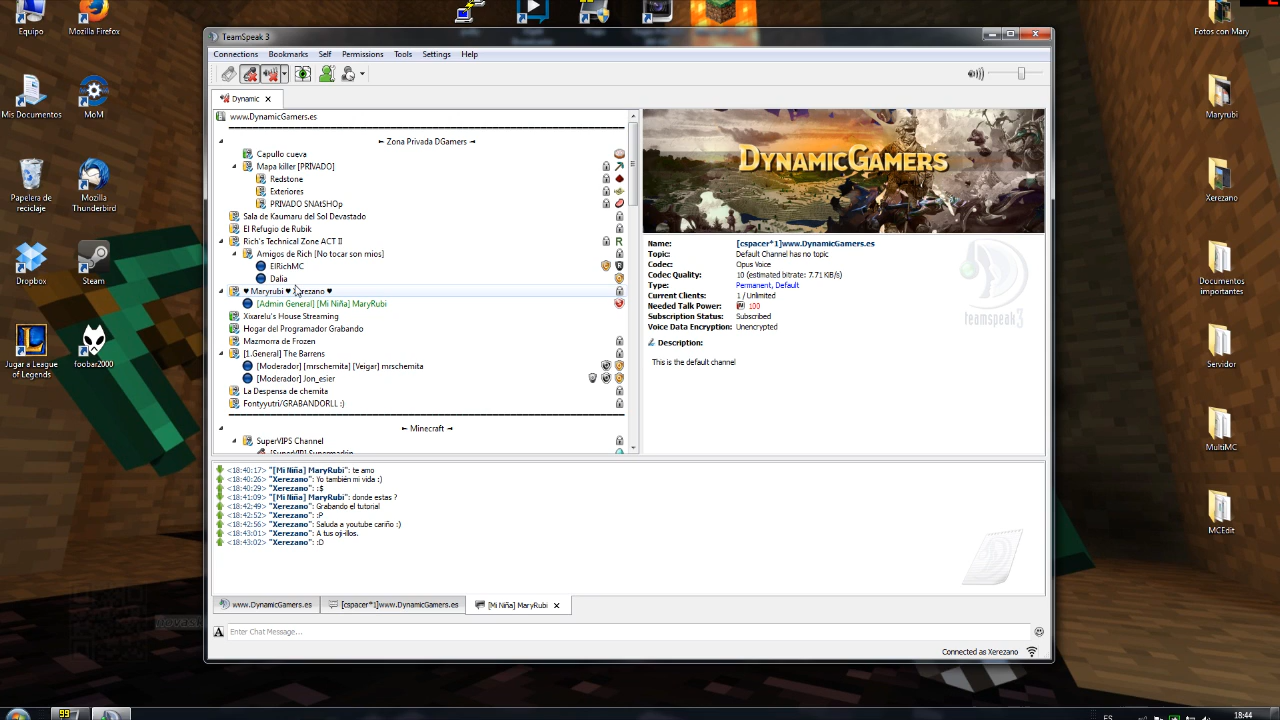 Equipo
Mozilla Firefox
Fotos con Mary
TeamSpeak 3
Connections Bookmarks Self Permissions Tools Settings Help
Dynamic
www.DynamicGamers.es
Zona Privada DGamers
Capullo cueva
Mapa killer [PRIVADO]
Redstone
Exteriores
PRIVADO SNAtSHOp
Sala de Kaumaru del Sol Devastado
El Refugio de Rubik
Rich's Technical Zone ACT II
R
Amigos de Rich [No tocar son mios]
ElRichMC
Dalia
♥ Maryrubi ♥ Xerezano ♥
[Admin General] [Mi Niña] MaryRubi
Xixarelu's House Streaming
Hogar del Programador Grabando
Mazmorra de Frozen
[1.General] The Barrens
[Moderador] [mrschemita] [Veigar] mrschemita
[Moderador] Jon_esier
La Despensa de chemita
Fontyyutri/GRABANDORLL :)
Minecraft
SuperVIPS Channel
[SuperVIP] Supermarkin
DYNAMICGAMERS
Name: [cspacer*1]www.DynamicGamers.es
Topic: Default Channel has no topic
Codec: Opus Voice
Codec Quality: 10 (estimated bitrate: 7.71 KiB/s)
Type: Permanent, Default
Current Clients: 1 / Unlimited
Needed Talk Power: 100
Subscription Status: Subscribed
Voice Data Encryption: Unencrypted
Description:
This is the default channel
teamspeak3
<18:40:17> "[Mi Niña] MaryRubi": te amo
<18:40:26> "Xerezano": Yo también mi vida :)
<18:40:29> "Xerezano": :$
<18:41:09> "[Mi Niña] MaryRubi": donde estas ?
<18:42:49> "Xerezano": Grabando el tutorial
<18:42:52> "Xerezano": :P
<18:42:56> "Xerezano": Saluda a youtube cariño :)
<18:43:01> "Xerezano": A tus oji-illos.
<18:43:02> "Xerezano": :D
www.DynamicGamers.es
[cspacer*1]www.DynamicGamers.es
[Mi Niña] MaryRubi
A Enter Chat Message...
Connected as Xerezano
Mis Documentos
MoM
Papelera de reciclaje
Mozilla Thunderbird
Dropbox
Steam
Jugar a League of Legends
foobar2000
Maryrubi
Xerezano
Documentos importantes
Servidor
MultiMC
MCEdit
99
ES
18:44